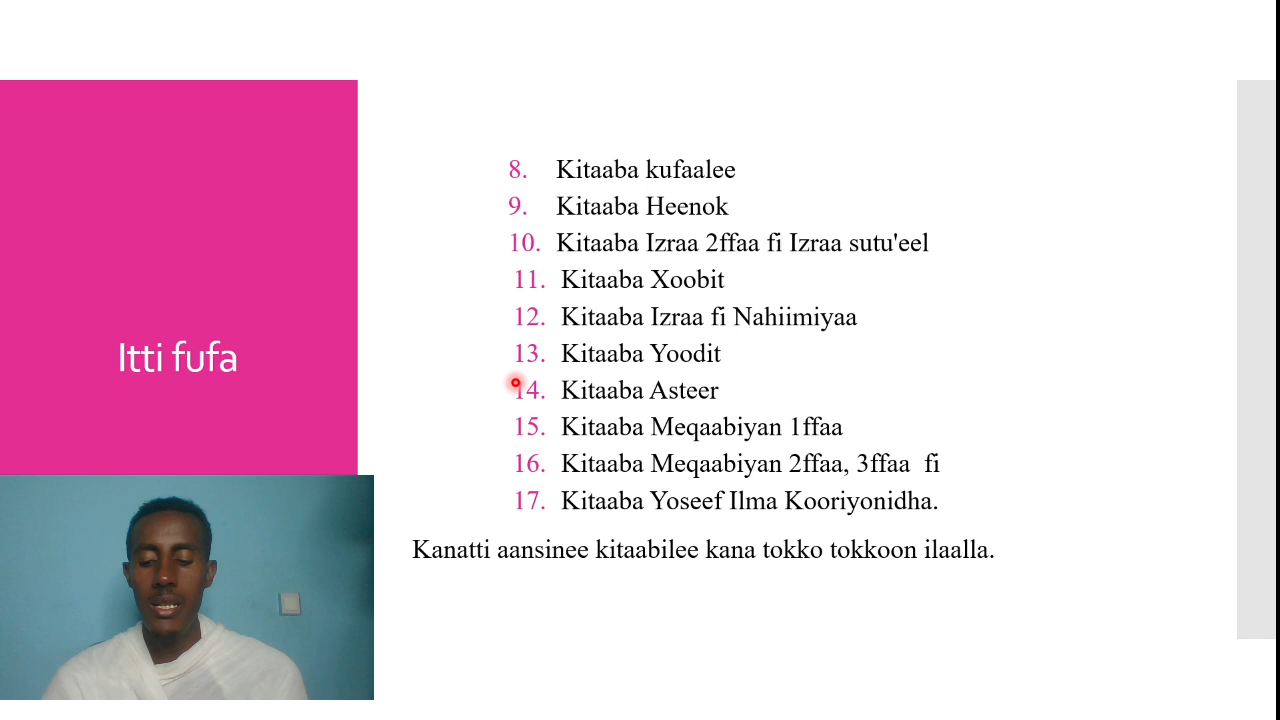 Itti fufa
8. Kitaaba kufaalee
9. Kitaaba Heenok
10. Kitaaba Izraa 2ffaa fi Izraa sutu'eel
11. Kitaaba Xoobit
12. Kitaaba Izraa fi Nahiimiyaa
13. Kitaaba Yoodit
14. Kitaaba Asteer
15. Kitaaba Meqaabiyan 1ffaa
16. Kitaaba Meqaabiyan 2ffaa, 3ffaa fi
17. Kitaaba Yoseef Ilma Kooriyonidha.
Kanatti aansinee kitaabilee kana tokko tokkoon ilaalla.